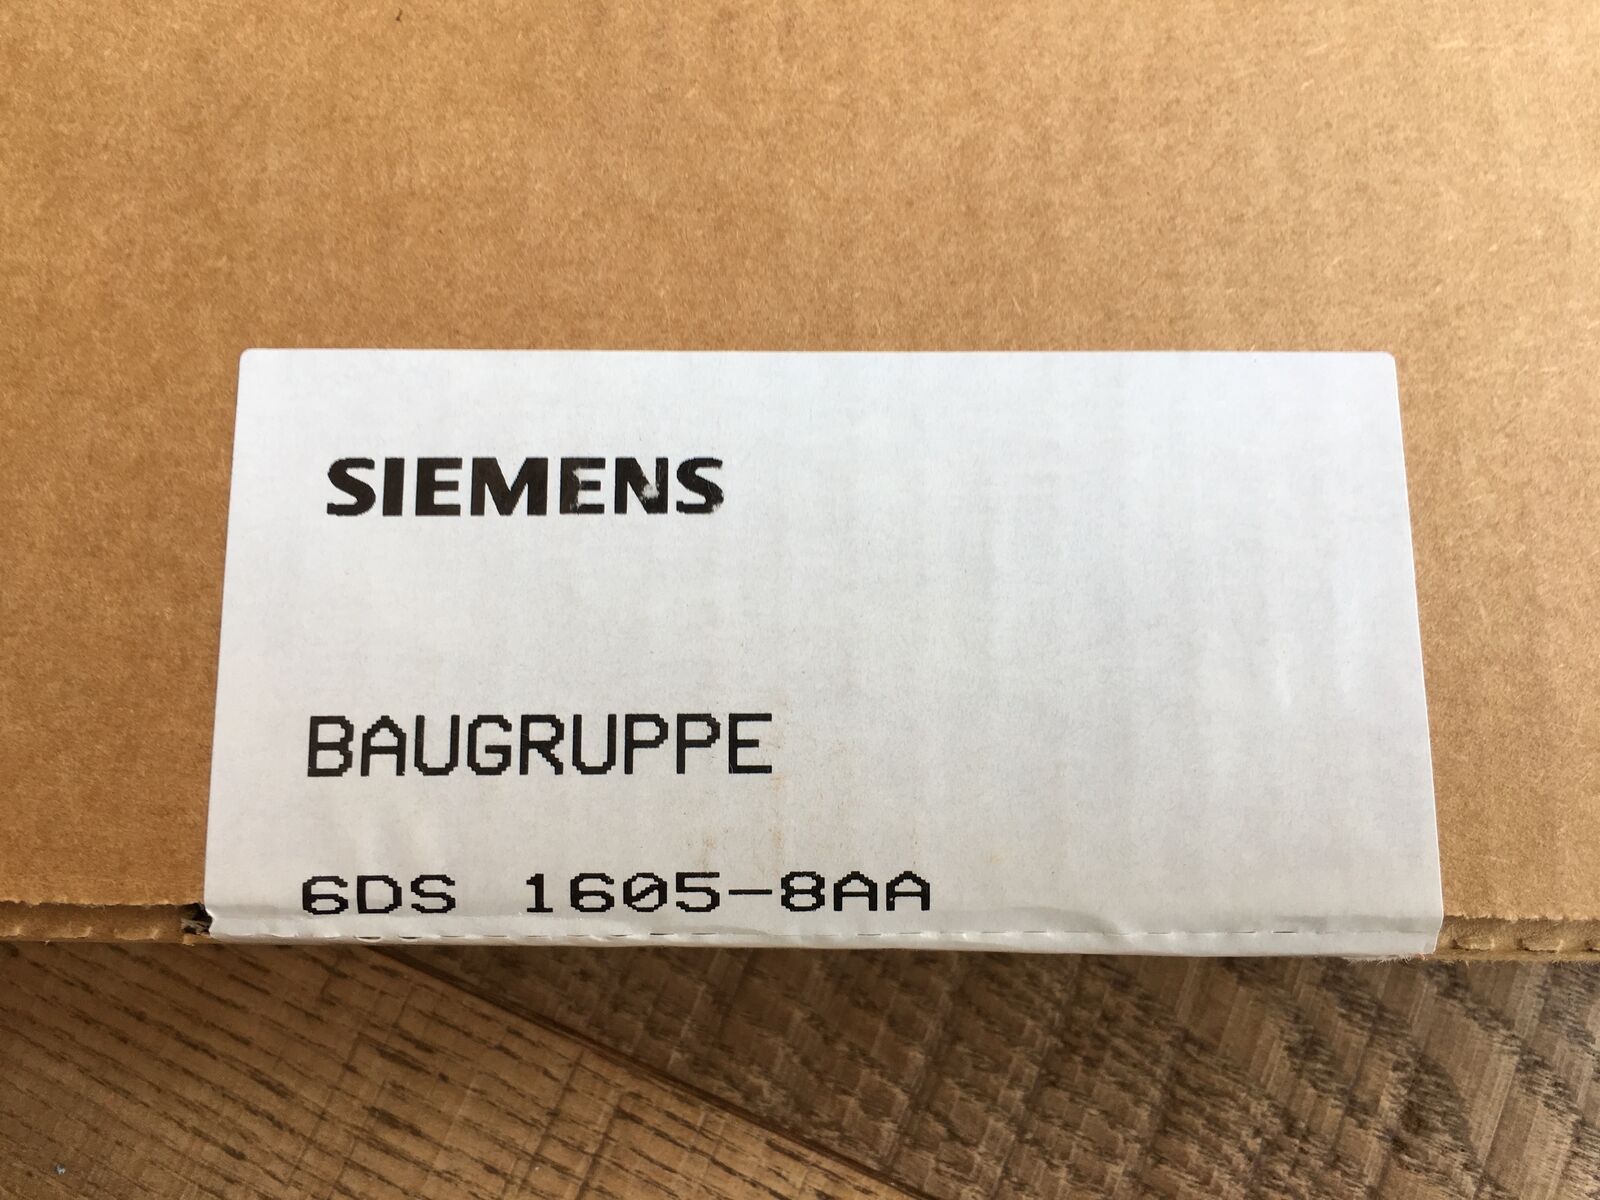 SIEMENS
BAUGRUPPE
6DS 1605-8AA